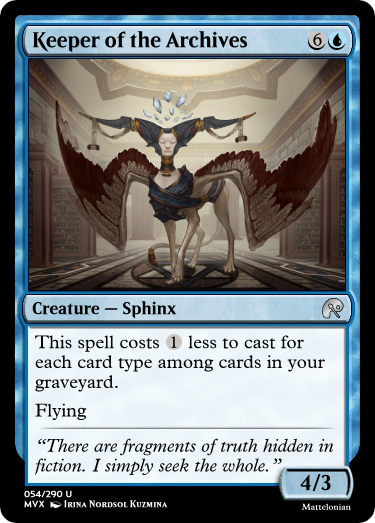 Keeper of the Archives 6
Creature — Sphinx
This spell costs 1 less to cast for
each card type among cards in your
graveyard.
Flying
“There are fragments of truth hidden in
fiction. I simply seek the whole.”
4/3
054/290 U
MVX Irina Nordsol Kuzmina
Mattelonian